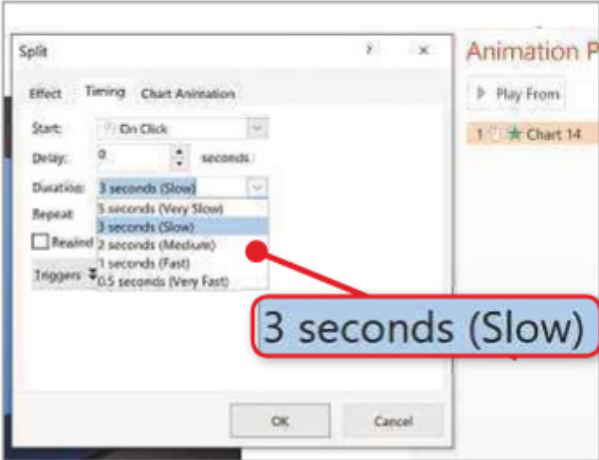 Split
? ×
Animation P
Effect Timing Chart Animation
Play From
Start: On Click
1 Chart 14
Delay: 0 seconds
Duration: 3 seconds (Slow)
5 seconds (Very Slow)
Repeat
3 seconds (Slow)
Rewind
2 seconds (Medium)
1 seconds (Fast)
Triggers
0.5 seconds (Very Fast)
3 seconds (Slow)
OK Cancel